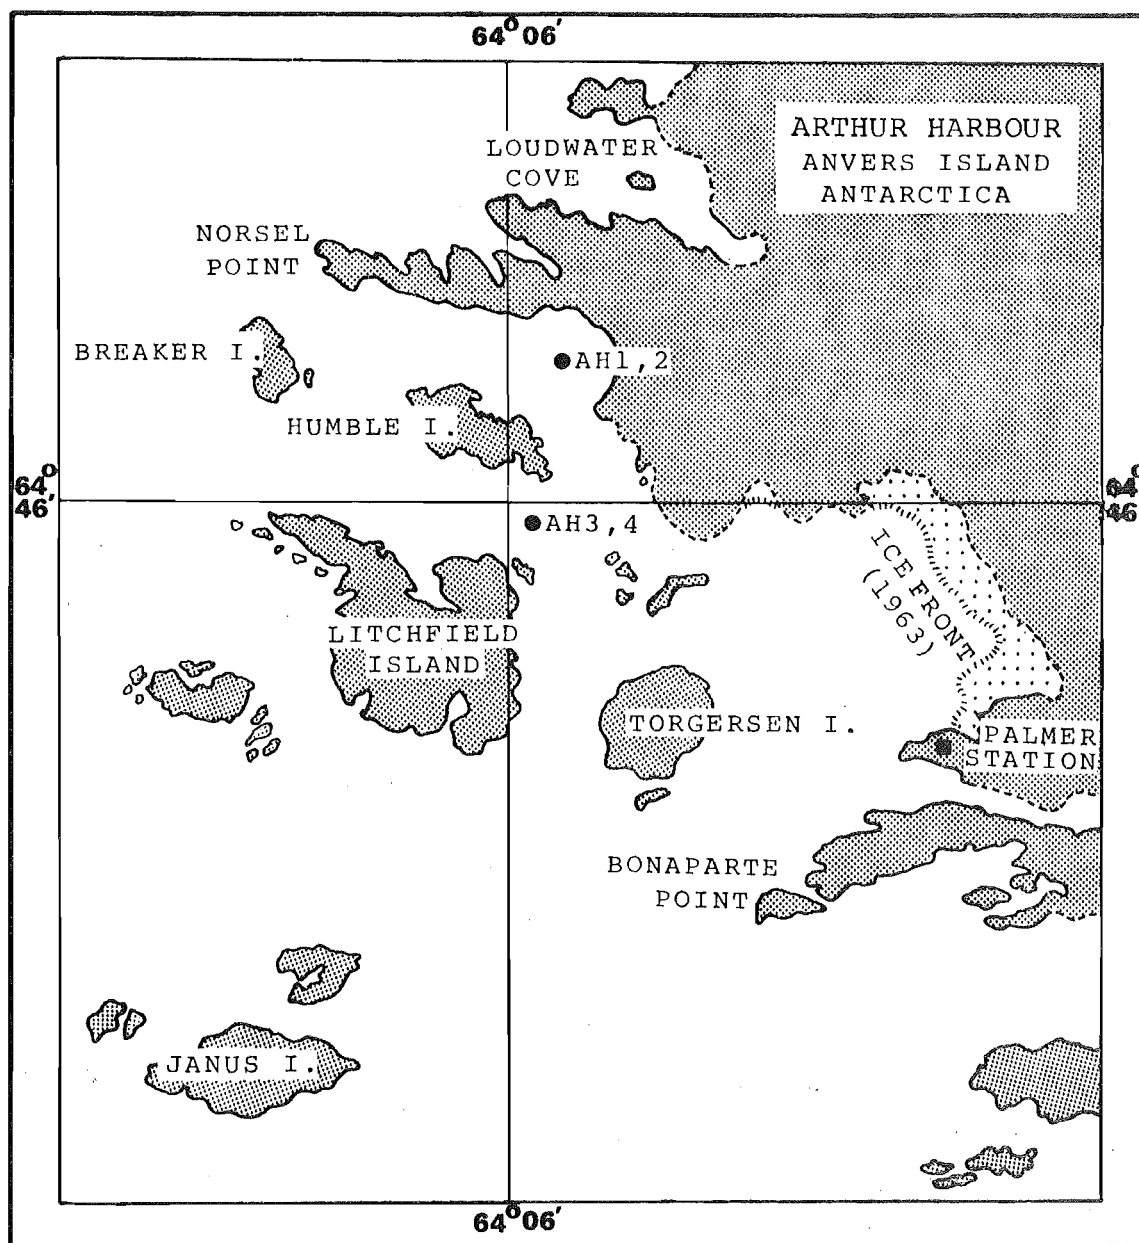 64°06′
ARTHUR HARBOUR
ANVERS ISLAND
ANTARCTICA
LOUDWATER
COVE
NORSEL
POINT
BREAKER I.
AH1,2
HUMBLE I.
64°
46′
64°
46′
AH3,4
ICE FRONT
(1963)
LITCHFIELD
ISLAND
TORGERSEN I.
PALMER
STATION
BONAPARTE
POINT
JANUS I.
64°06′